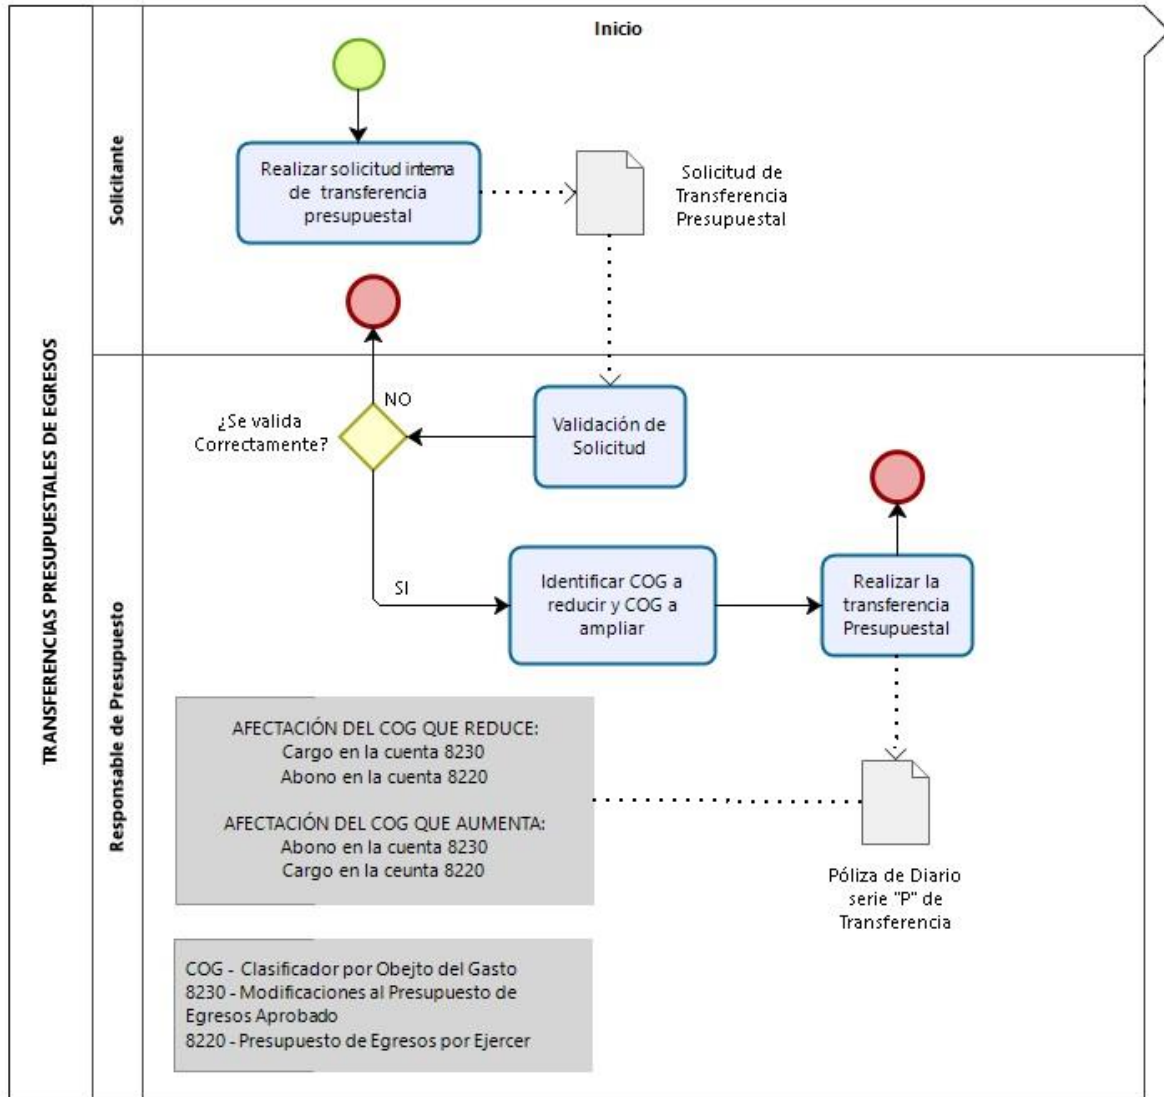 TRANSFERENCIAS PRESUPUESTALES DE EGRESOS
Inicio
Solicitante
Realizar solicitud interna
de transferencia
presupuestal
Solicitud de
Transferencia
Presupuestal
Responsable de Presupuesto
NO
¿Se valida
Correctamente?
Validación de
Solicitud
SI
Identificar COG a
reducir y COG a
ampliar
Realizar la
transferencia
Presupuestal
AFECTACIÓN DEL COG QUE REDUCE:
Cargo en la cuenta 8230
Abono en la cuenta 8220
AFECTACIÓN DEL COG QUE AUMENTA:
Abono en la cuenta 8230
Cargo en la ceunta 8220
Póliza de Diario
serie "P" de
Transferencia
COG - Clasificador por Obejto del Gasto
8230 - Modificaciones al Presupuesto de
Egresos Aprobado
8220 - Presupuesto de Egresos por Ejercer